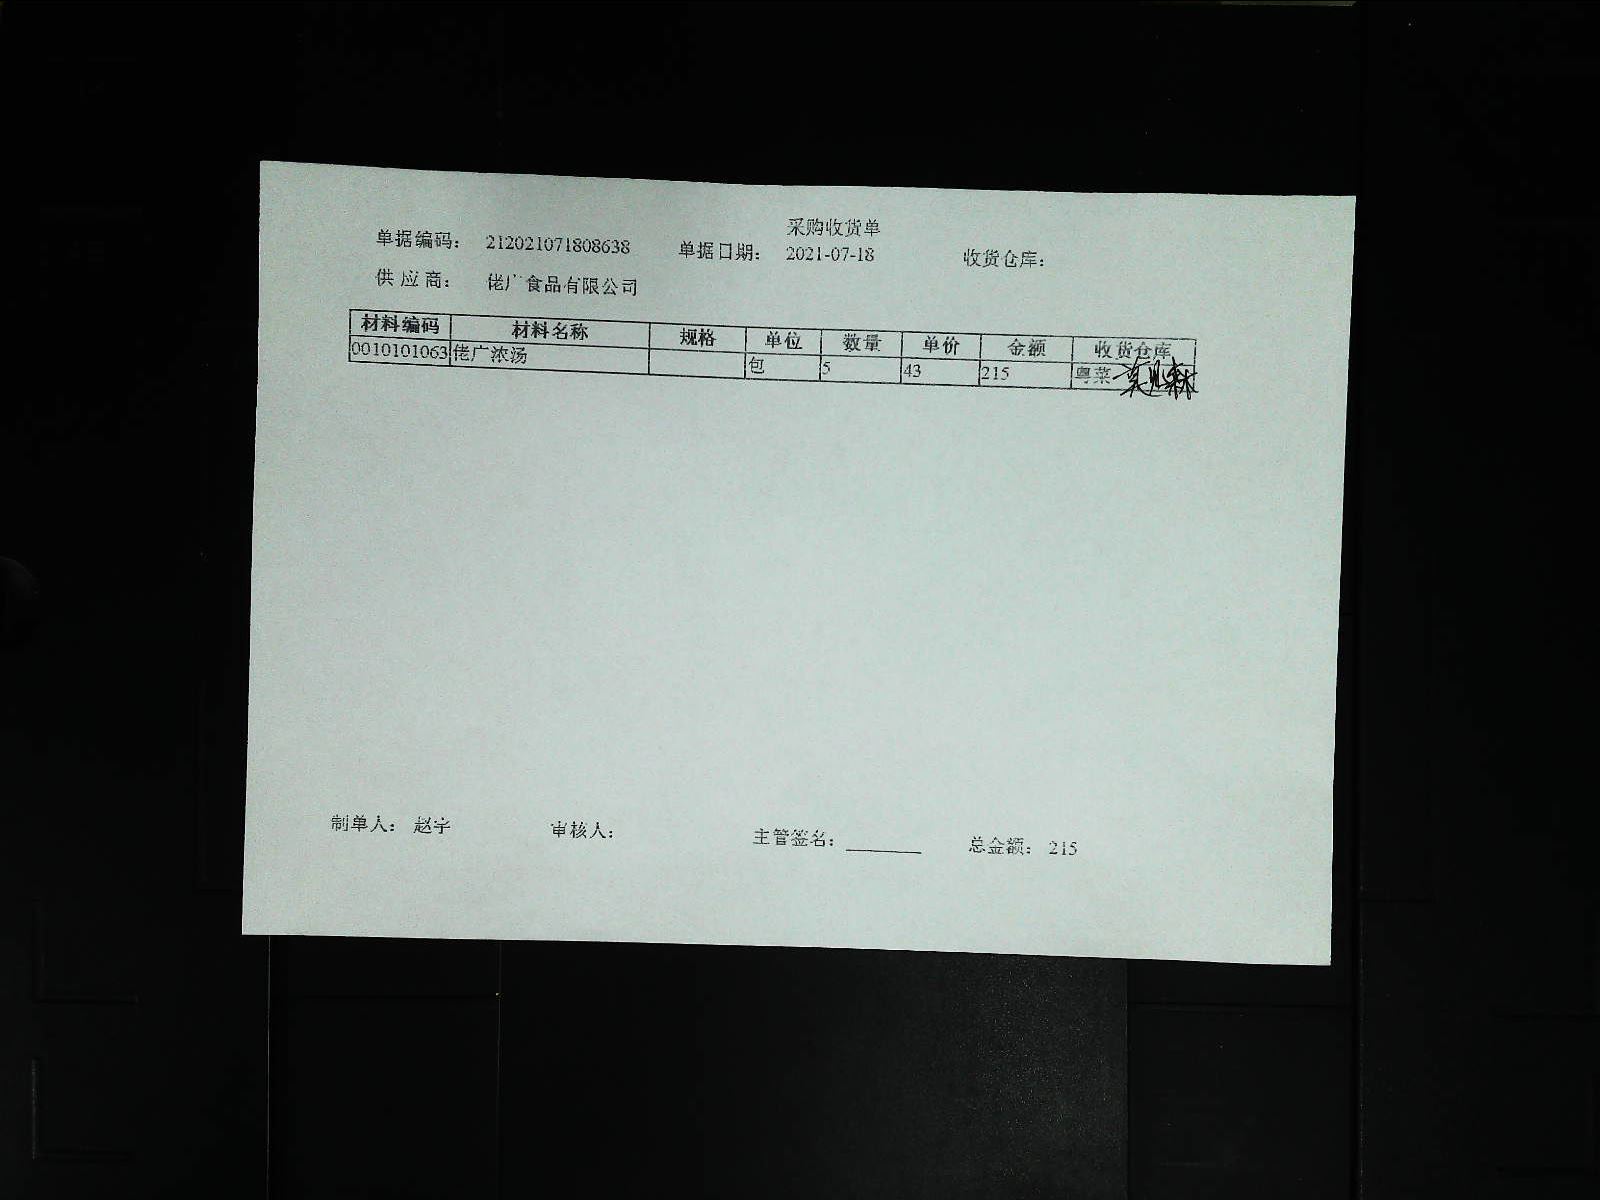 采购收货单
单据编码: 212021071808638 单据日期: 2021-07-18 收货仓库:
供应商: 佬广食品有限公司
材料编码 材料名称 规格 单位 数量 单价 金额 收货仓库
0010101063 佬广浓汤 包 5 43 215 粤菜
制单人: 赵宇 审核人: 主管签名: 总金额: 215